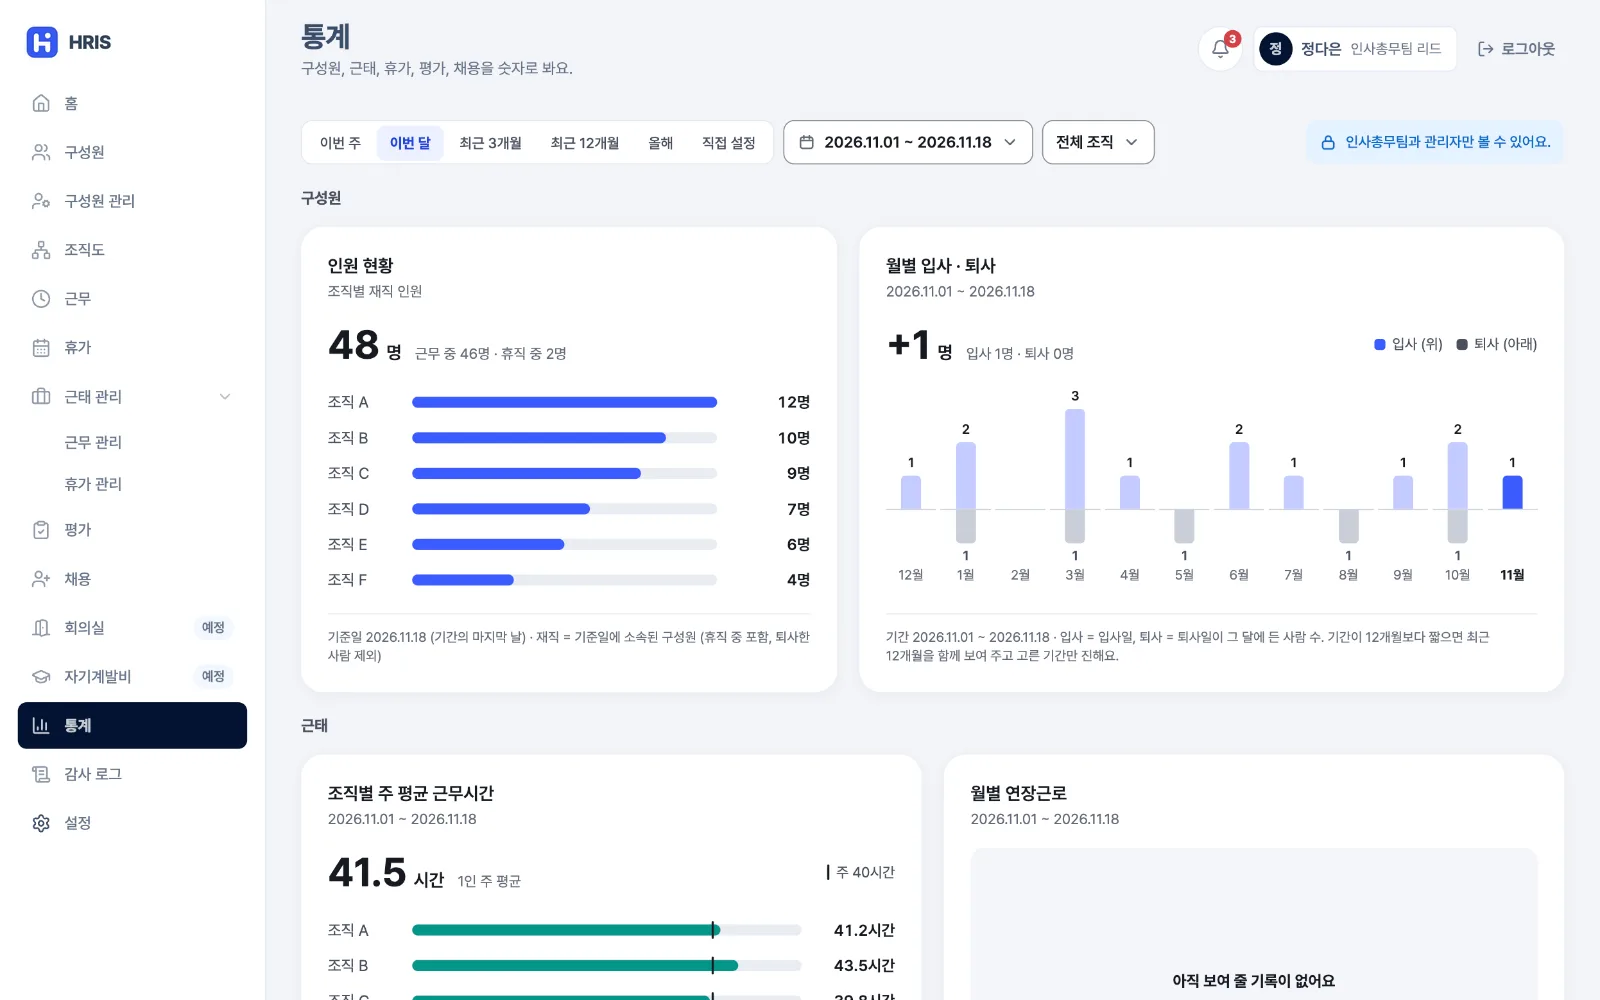 HRIS
홈
구성원
구성원 관리
조직도
근무
휴가
근태 관리
근무 관리
휴가 관리
평가
채용
회의실 예정
자기계발비 예정
통계
감사 로그
설정
통계
구성원, 근태, 휴가, 평가, 채용을 숫자로 봐요.
3
정 정다은 인사총무팀 리드
로그아웃
이번 주 이번 달 최근 3개월 최근 12개월 올해 직접 설정
2026.11.01 ~ 2026.11.18
전체 조직
인사총무팀과 관리자만 볼 수 있어요.
구성원
인원 현황
조직별 재직 인원
48 명 근무 중 46명 · 휴직 중 2명
조직 A 12명
조직 B 10명
조직 C 9명
조직 D 7명
조직 E 6명
조직 F 4명
기준일 2026.11.18 (기간의 마지막 날) · 재직 = 기준일에 소속된 구성원 (휴직 중 포함, 퇴사한
사람 제외)
월별 입사 · 퇴사
2026.11.01 ~ 2026.11.18
+1 명 입사 1명 · 퇴사 0명
입사 (위) 퇴사 (아래)
1 2 3 1 2 1 1 2 1
1 1 1 1 1
12월 1월 2월 3월 4월 5월 6월 7월 8월 9월 10월 11월
기간 2026.11.01 ~ 2026.11.18 · 입사 = 입사일, 퇴사 = 퇴사일이 그 달에 든 사람 수. 기간이 12개월보다 짧으면 최근
12개월을 함께 보여 주고 고른 기간만 진해요.
근태
조직별 주 평균 근무시간
2026.11.01 ~ 2026.11.18
41.5 시간 1인 주 평균
주 40시간
조직 A 41.2시간
조직 B 43.5시간
조직 C 39.8시간
월별 연장근로
2026.11.01 ~ 2026.11.18
아직 보여 줄 기록이 없어요